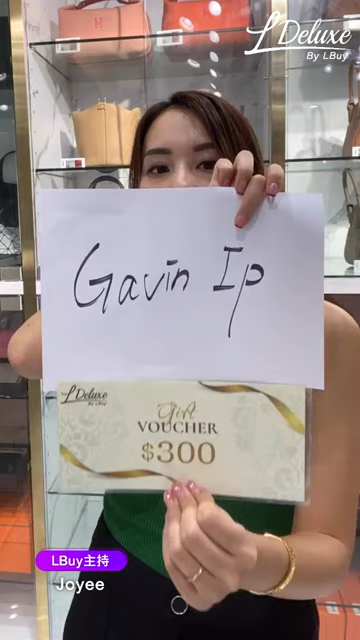 L Deluxe
By LBuy
Gavin Ip
L Deluxe
By LBuy
Gift
VOUCHER
$300
LBuy主持
Joyee